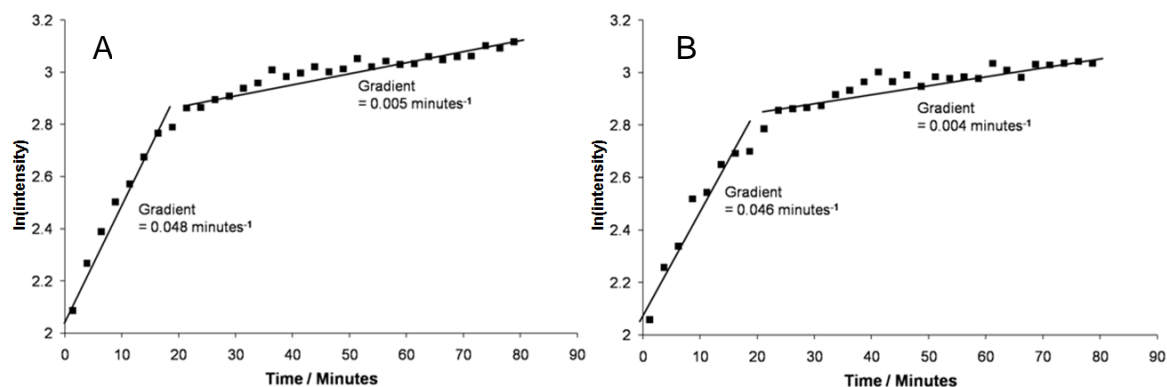 A
3.2
3
2.8
2.6
2.4
2.2
2
ln(intensity)
Gradient
= 0.005 minutes-1
Gradient
= 0.048 minutes-1
0 10 20 30 40 50 60 70 80 90
Time / Minutes
B
3.2
3
2.8
2.6
2.4
2.2
2
ln(intensity)
Gradient
= 0.004 minutes-1
Gradient
= 0.046 minutes-1
0 10 20 30 40 50 60 70 80 90
Time / Minutes